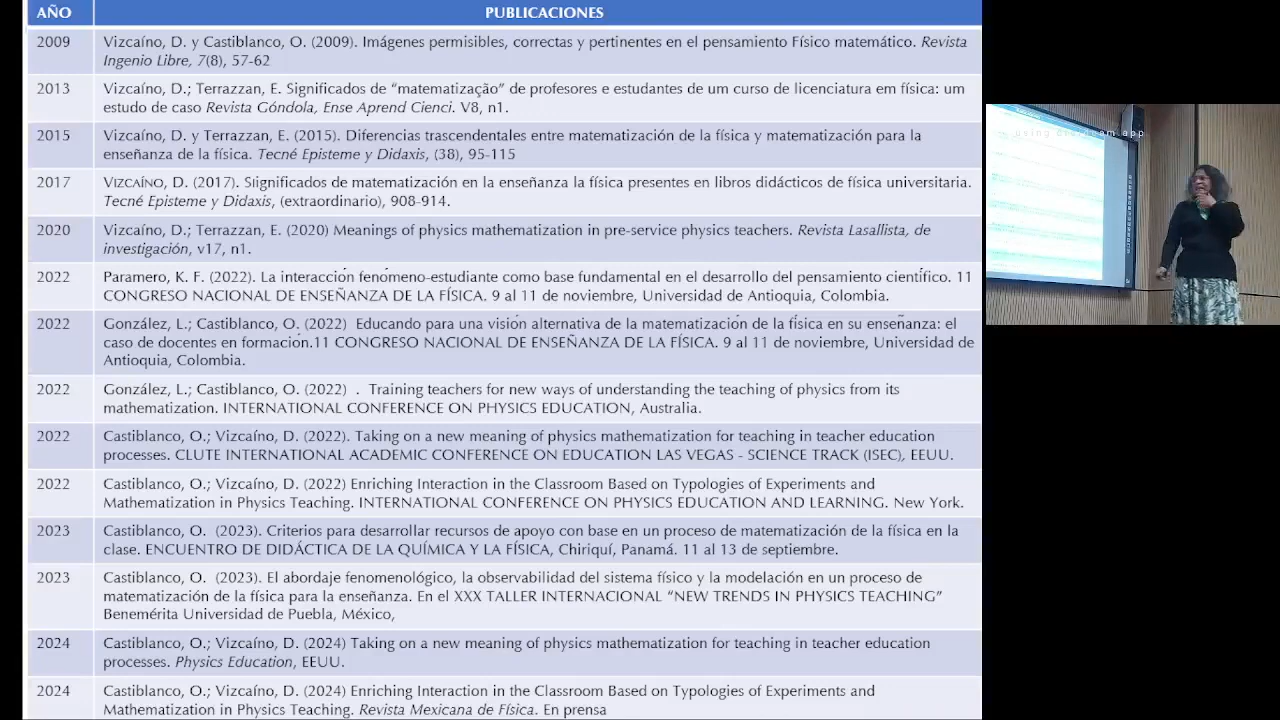 AÑO PUBLICACIONES
2009 Vizcaíno, D. y Castiblanco, O. (2009). Imágenes permisibles, correctas y pertinentes en el pensamiento Físico matemático. Revista
Ingenio Libre, 7(8), 57-62
2013 Vizcaíno, D.; Terrazzan, E. Significados de “matematização” de profesores e estudantes de um curso de licenciatura em física: um
estudo de caso Revista Góndola, Ense Aprend Cienci. V8, n1.
2015 Vizcaíno, D. y Terrazzan, E. (2015). Diferencias trascendentales entre matematización de la física y matematización para la
enseñanza de la física. Tecné Episteme y Didaxis, (38), 95-115
2017 VIZCAÍNO, D. (2017). Siignificados de matematización en la enseñanza la física presentes en libros didácticos de física universitaria.
Tecné Episteme y Didaxis, (extraordinario), 908-914.
2020 Vizcaíno, D.; Terrazzan, E. (2020) Meanings of physics mathematization in pre-service physics teachers. Revista Lasallista, de
investigación, v17, n1.
2022 Paramero, K. F. (2022). La interacción fenómeno-estudiante como base fundamental en el desarrollo del pensamiento científico. 11
CONGRESO NACIONAL DE ENSEÑANZA DE LA FÍSICA. 9 al 11 de noviembre, Universidad de Antioquia, Colombia.
2022 González, L.; Castiblanco, O. (2022) Educando para una visión alternativa de la matematización de la física en su enseñanza: el
caso de docentes en formación.11 CONGRESO NACIONAL DE ENSEÑANZA DE LA FÍSICA. 9 al 11 de noviembre, Universidad de
Antioquia, Colombia.
2022 González, L.; Castiblanco, O. (2022) . Training teachers for new ways of understanding the teaching of physics from its
mathematization. INTERNATIONAL CONFERENCE ON PHYSICS EDUCATION, Australia.
2022 Castiblanco, O.; Vizcaíno, D. (2022). Taking on a new meaning of physics mathematization for teaching in teacher education
processes. CLUTE INTERNATIONAL ACADEMIC CONFERENCE ON EDUCATION LAS VEGAS - SCIENCE TRACK (ISEC), EEUU.
2022 Castiblanco, O.; Vizcaíno, D. (2022) Enriching Interaction in the Classroom Based on Typologies of Experiments and
Mathematization in Physics Teaching. INTERNATIONAL CONFERENCE ON PHYSICS EDUCATION AND LEARNING. New York.
2023 Castiblanco, O. (2023). Criterios para desarrollar recursos de apoyo con base en un proceso de matematización de la física en la
clase. ENCUENTRO DE DIDÁCTICA DE LA QUÍMICA Y LA FÍSICA, Chiriquí, Panamá. 11 al 13 de septiembre.
2023 Castiblanco, O. (2023). El abordaje fenomenológico, la observabilidad del sistema físico y la modelación en un proceso de
matematización de la física para la enseñanza. En el XXX TALLER INTERNACIONAL “NEW TRENDS IN PHYSICS TEACHING”
Benemérita Universidad de Puebla, México,
2024 Castiblanco, O.; Vizcaíno, D. (2024) Taking on a new meaning of physics mathematization for teaching in teacher education
processes. Physics Education, EEUU.
2024 Castiblanco, O.; Vizcaíno, D. (2024) Enriching Interaction in the Classroom Based on Typologies of Experiments and
Mathematization in Physics Teaching. Revista Mexicana de Física. En prensa
using app